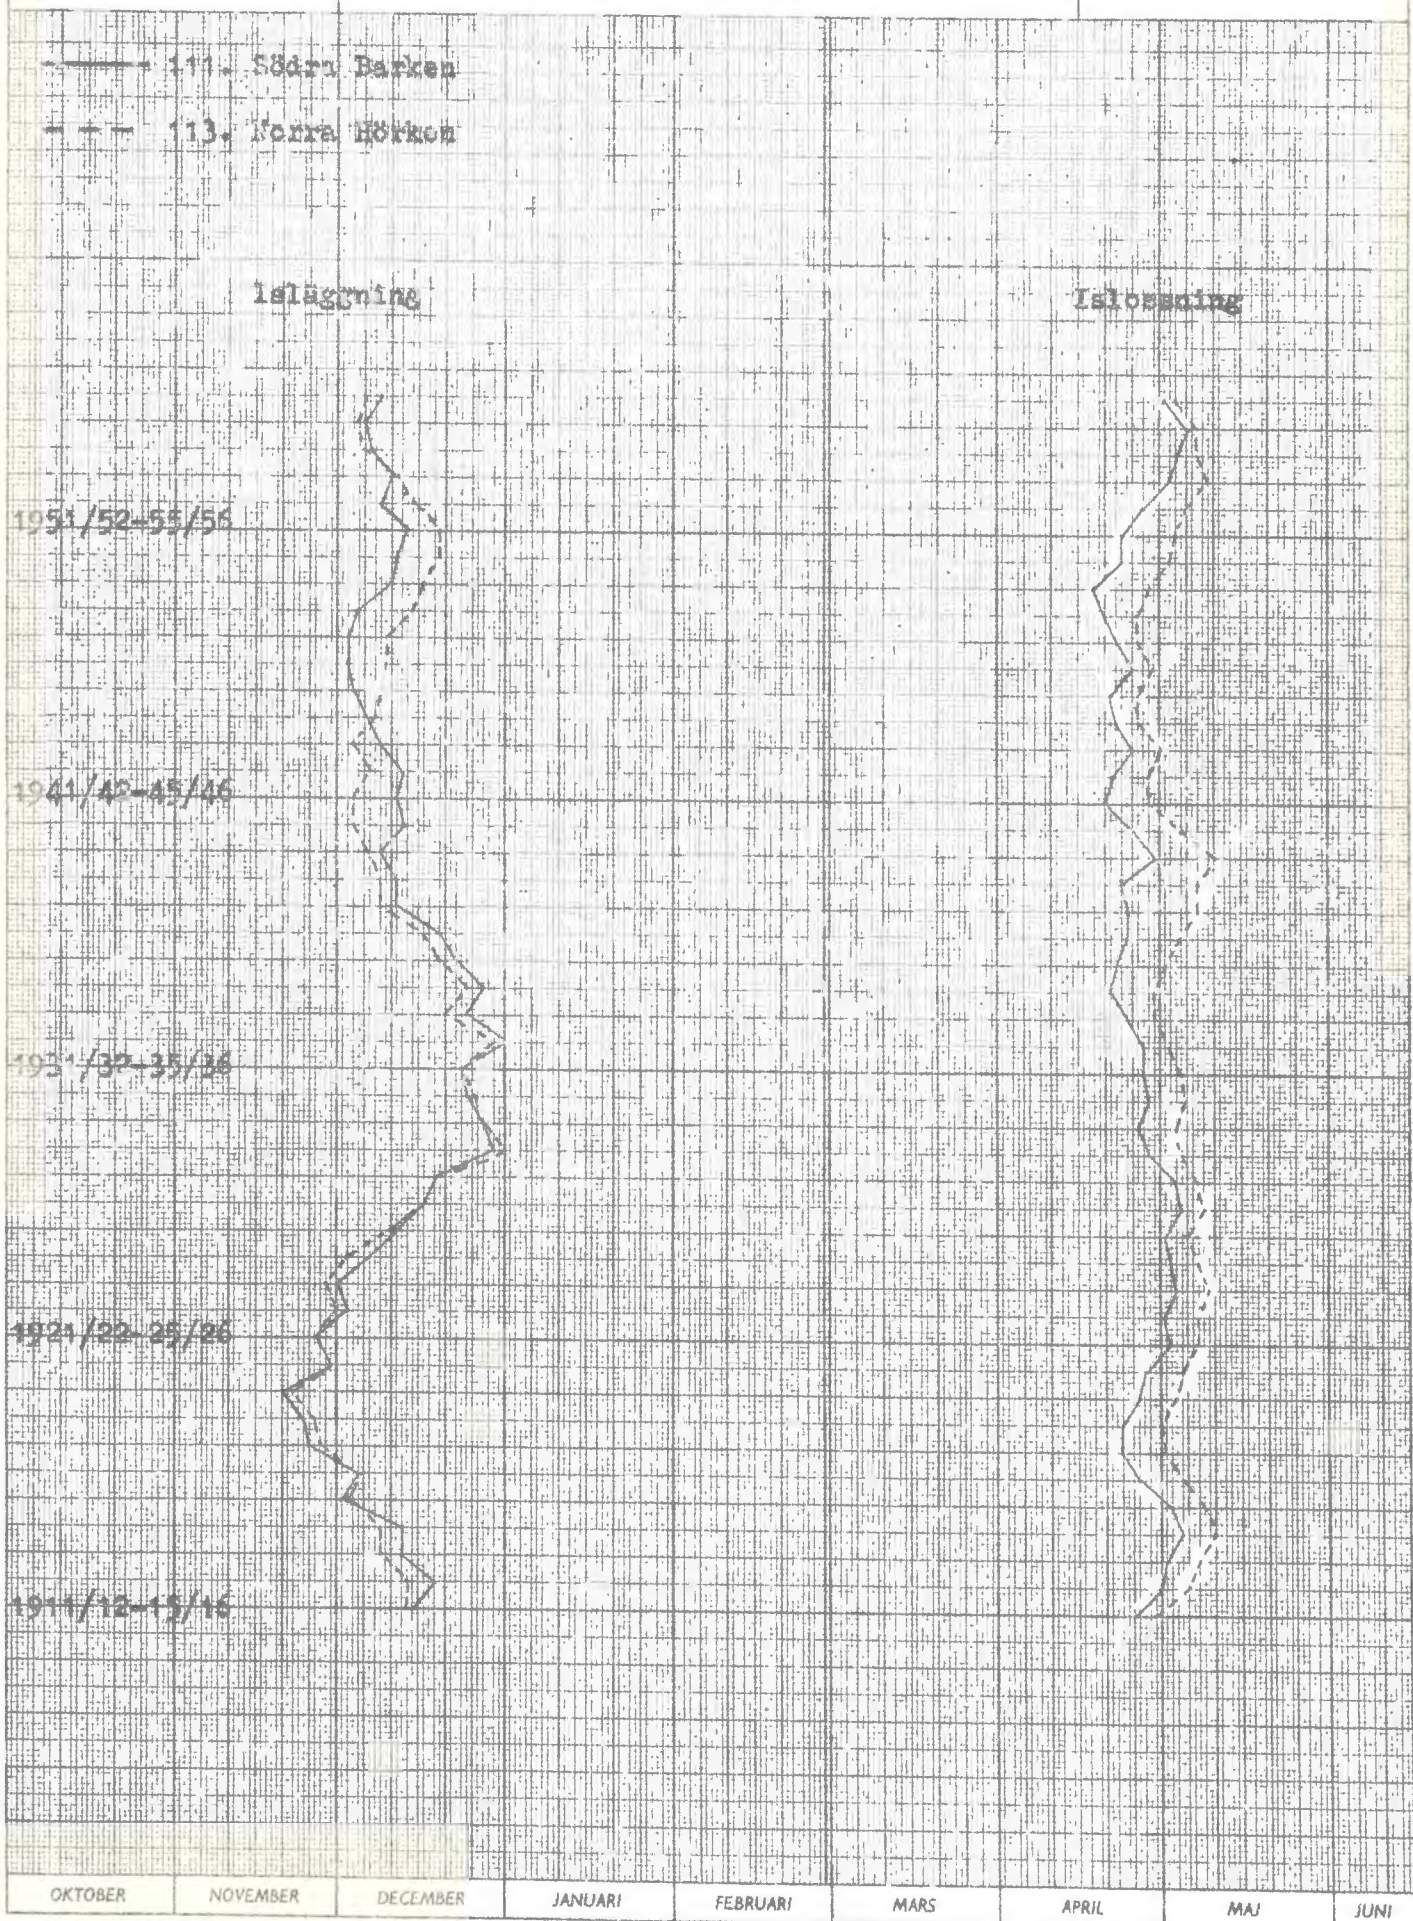 111. Södra Barken
113. Norra Hörken
Isläggning
Islossning
1951/52-55/56
1941/42-45/46
1931/32-35/36
1921/22-25/26
1911/12-15/16
OKTOBER NOVEMBER DECEMBER JANUARI FEBRUARI MARS APRIL MAJ JUNI